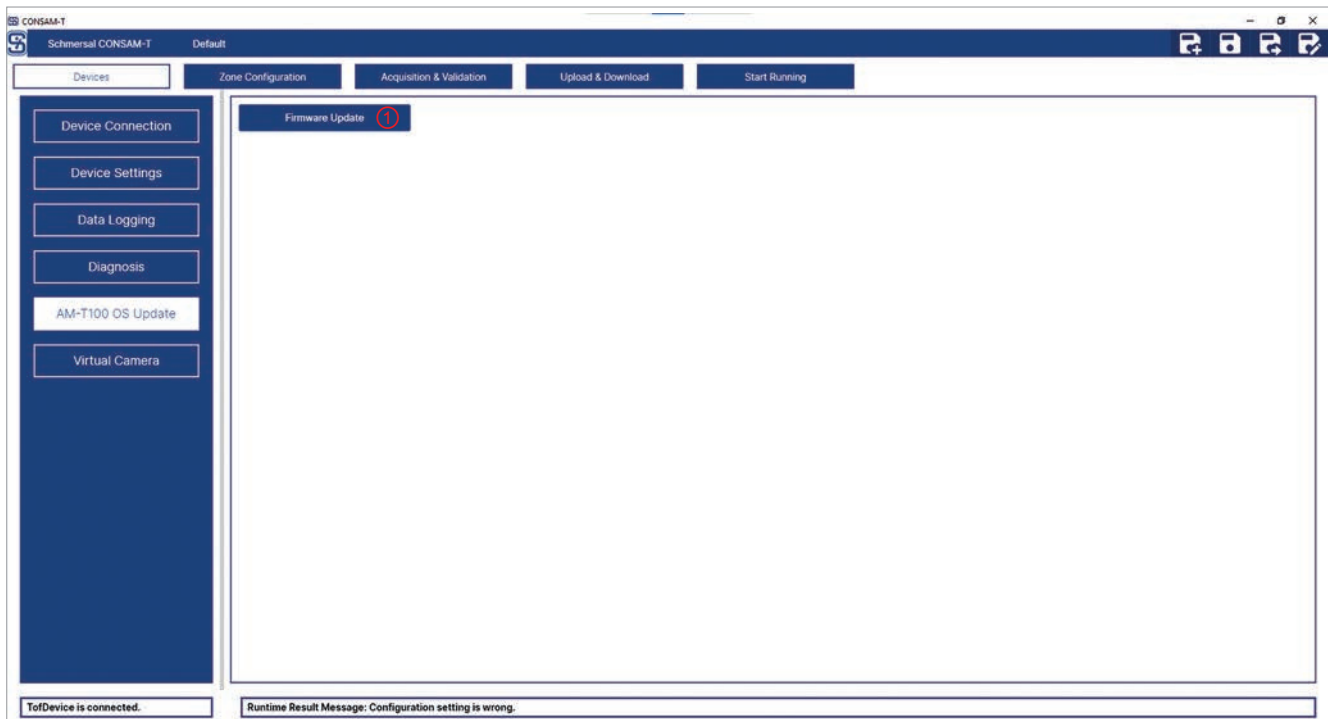 CONSAM-T
Schmersal CONSAM-T Default
Devices Zone Configuration Acquisition & Validation Upload & Download Start Running
Device Connection
Device Settings
Data Logging
Diagnosis
AM-T100 OS Update
Virtual Camera
Firmware Update 1
TofDevice is connected.
Runtime Result Message: Configuration setting is wrong.